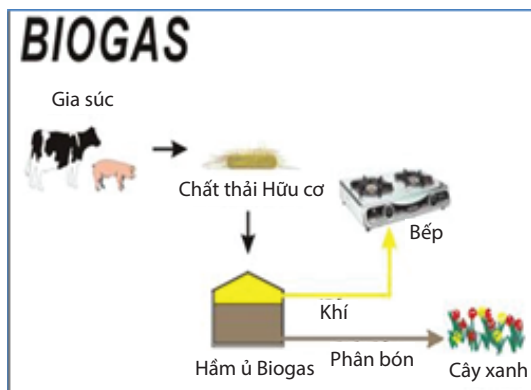 BIOGAS
Gia súc
Chất thải Hữu cơ
Bếp
Khí
Phân bón
Hầm ủ Biogas
Cây xanh